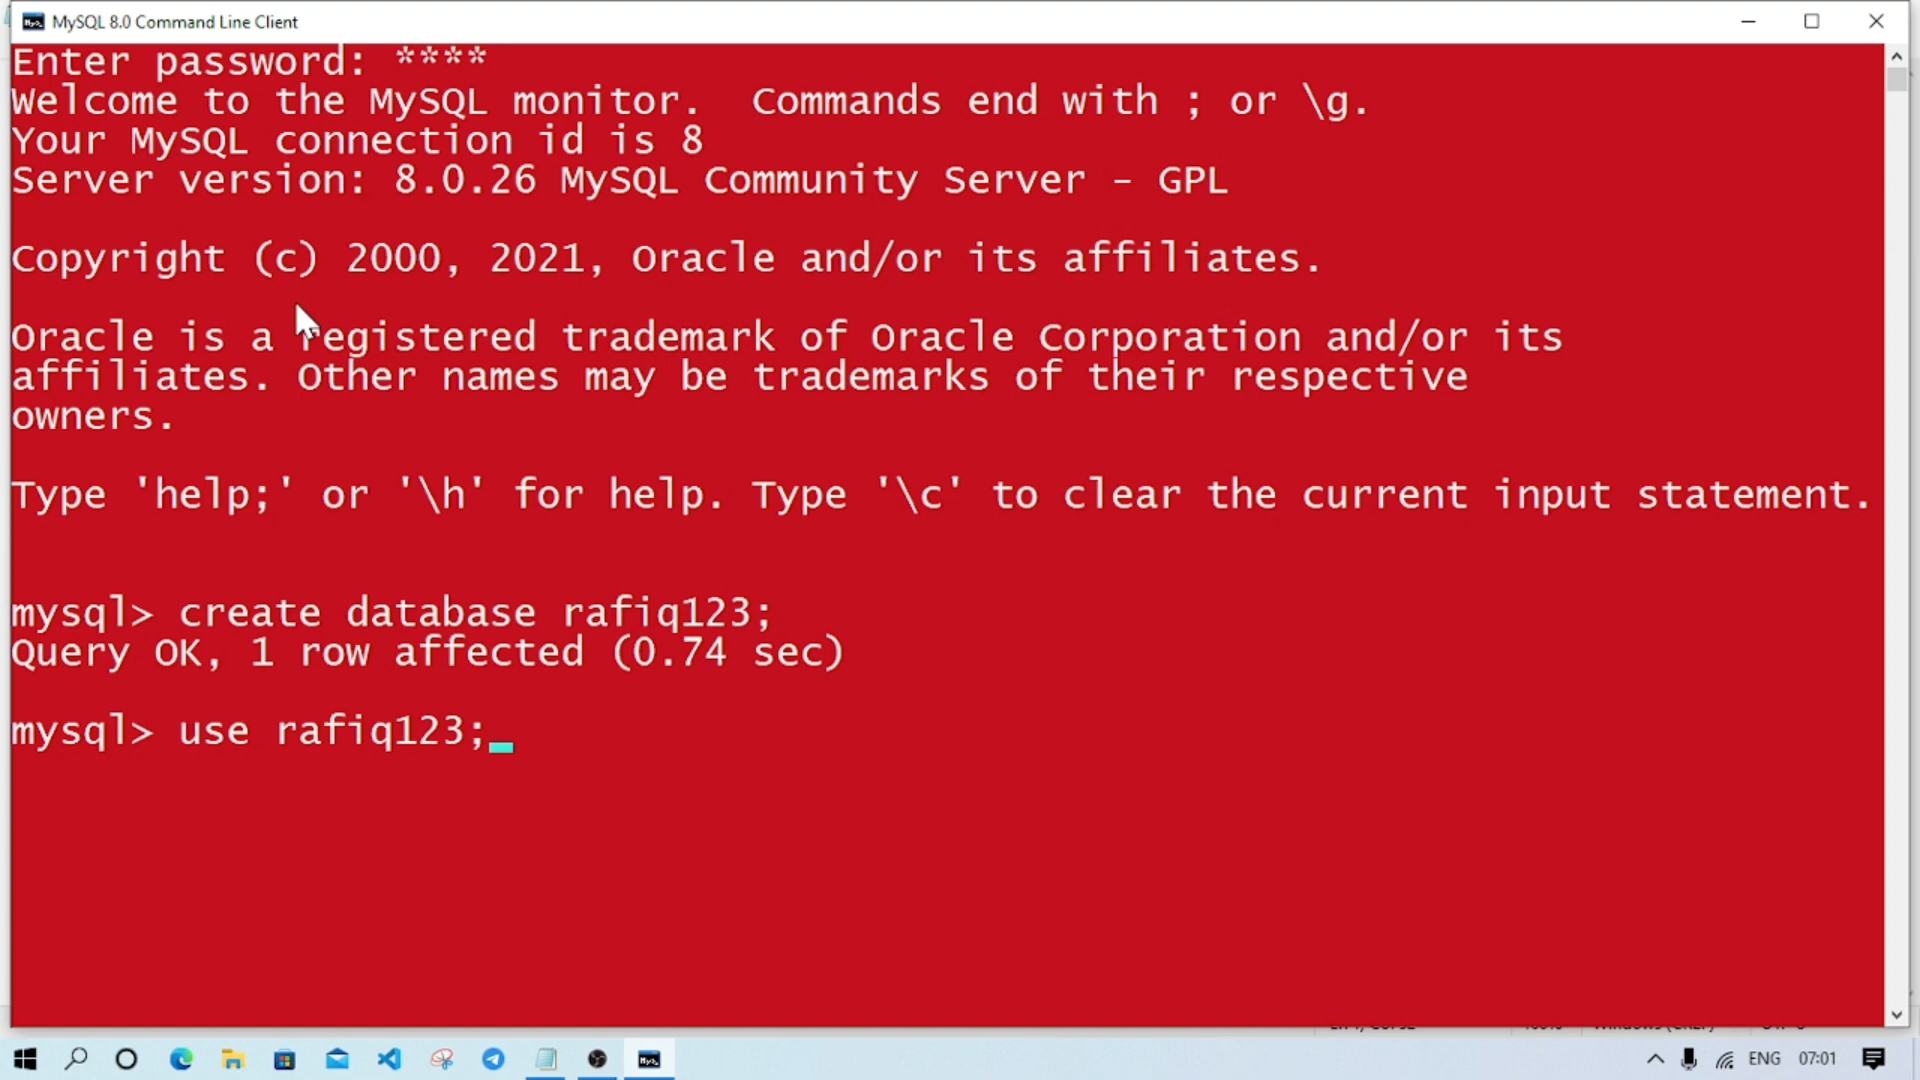 MySQL 8.0 Command Line Client
Enter password: ****
Welcome to the MySQL monitor.  Commands end with ; or \g.
Your MySQL connection id is 8
Server version: 8.0.26 MySQL Community Server - GPL
Copyright (c) 2000, 2021, Oracle and/or its affiliates.
Oracle is a registered trademark of Oracle Corporation and/or its
affiliates. Other names may be trademarks of their respective
owners.
Type 'help;' or '\h' for help. Type '\c' to clear the current input statement.
mysql> create database rafiq123;
Query OK, 1 row affected (0.74 sec)
mysql> use rafiq123;
ENG 07:01